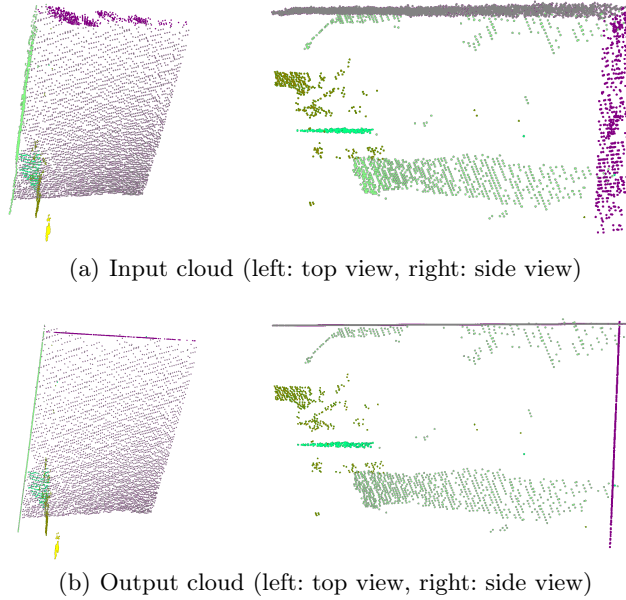 (a) Input cloud (left: top view, right: side view)
(b) Output cloud (left: top view, right: side view)